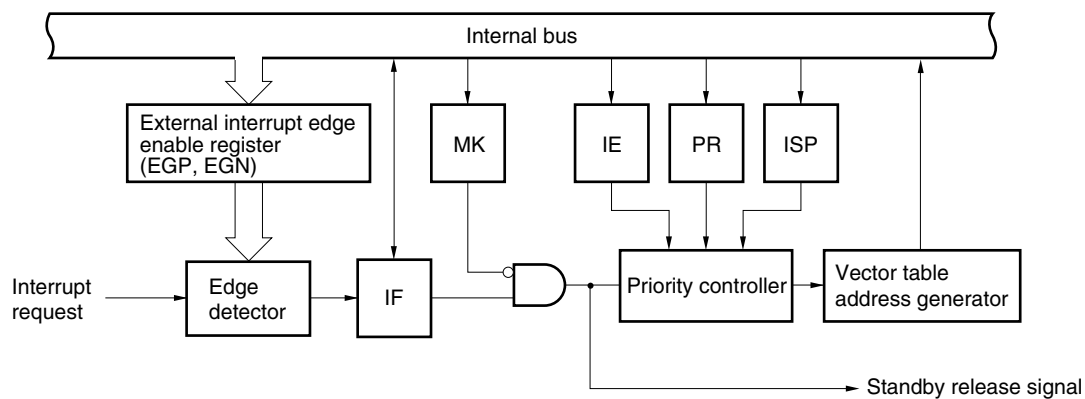 Internal bus
External interrupt edge
enable register
(EGP, EGN)
MK
IE
PR
ISP
Interrupt
request
Edge
detector
IF
Priority controller
Vector table
address generator
Standby release signal